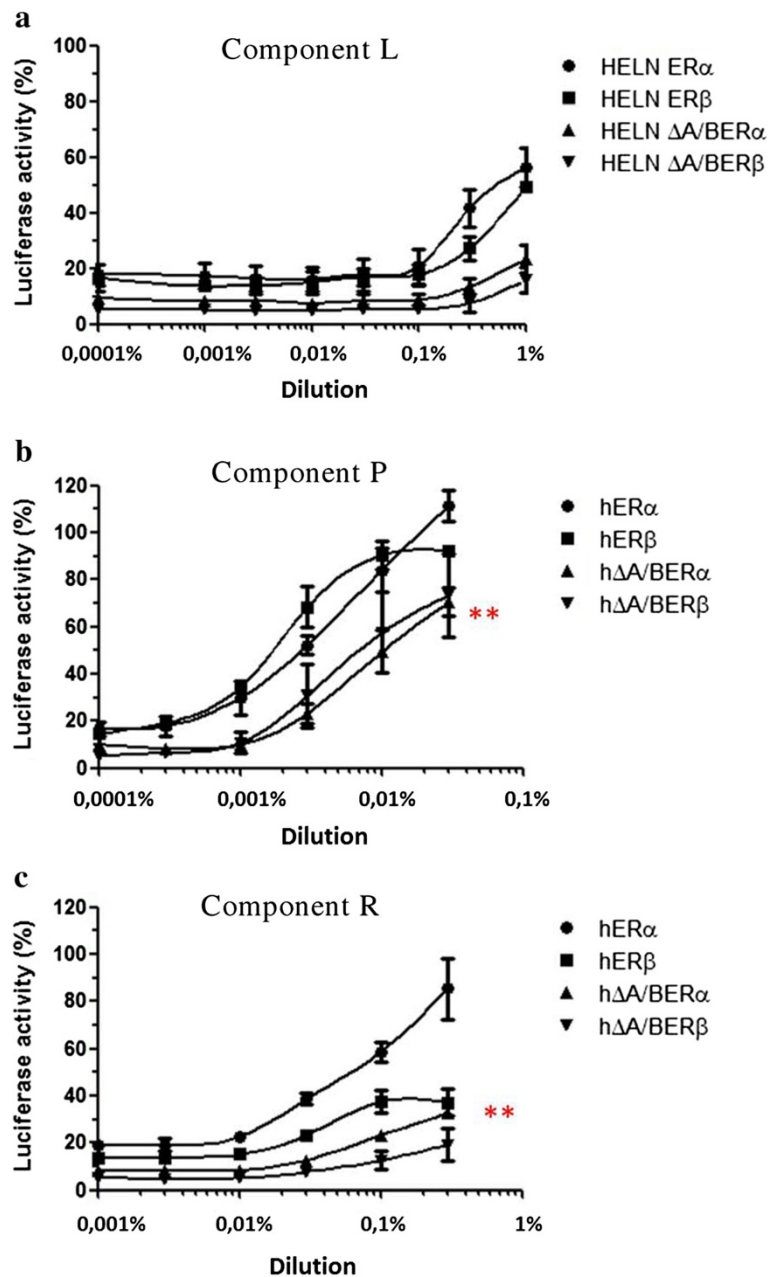 a
Component L
Luciferase activity (%)
100
80
60
40
20
0
0,0001%
0,001%
0,01%
0,1%
1%
Dilution
HELN ERα
HELN ERβ
HELN ΔA/BERα
HELN ΔA/BERβ
b
Component P
Luciferase activity (%)
120
100
80
60
40
20
0
0,0001%
0,001%
0,01%
0,1%
Dilution
hERα
hERβ
hΔA/BERα
hΔA/BERβ
**
c
Component R
Luciferase activity (%)
120
100
80
60
40
20
0
0,001%
0,01%
0,1%
1%
Dilution
hERα
hERβ
hΔA/BERα
hΔA/BERβ
**